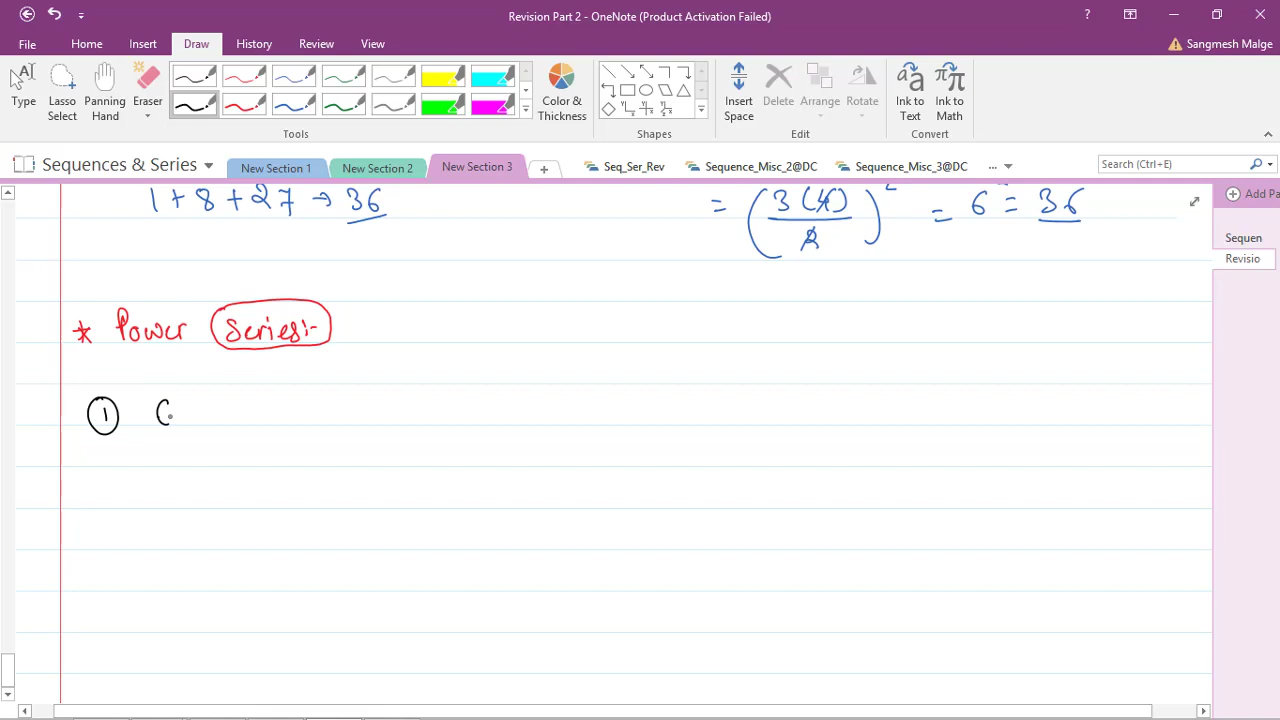 Revision Part 2 - OneNote (Product Activation Failed)
?
File Home Insert Draw History Review View Sangmesh Malge
Type Lasso Select Panning Hand Eraser Color & Thickness Insert Space Delete Arrange Rotate Ink to Text Ink to Math
Tools Shapes Edit Convert
Sequences & Series New Section 1 New Section 2 New Section 3 Seq_Ser_Rev Sequence_Misc_2@DC Sequence_Misc_3@DC ... Search (Ctrl+E)
Add Pa
Sequen
Revisio
1 + 8 + 27 → 36 = (3(4)/2)² = 6 = 36
* Power Series:-
① (